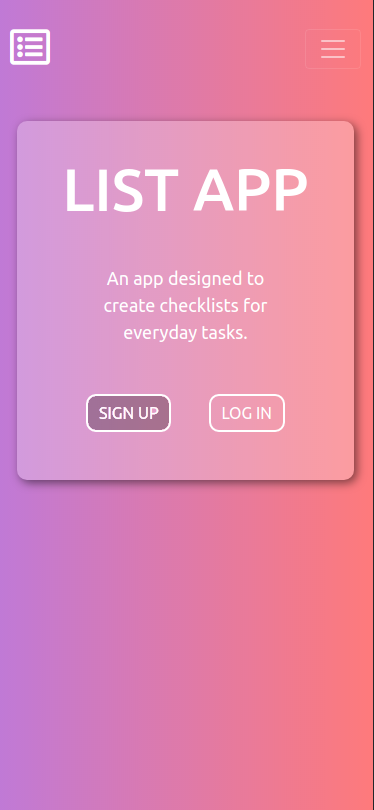 LIST APP
An app designed to
create checklists for
everyday tasks.
SIGN UP
LOG IN